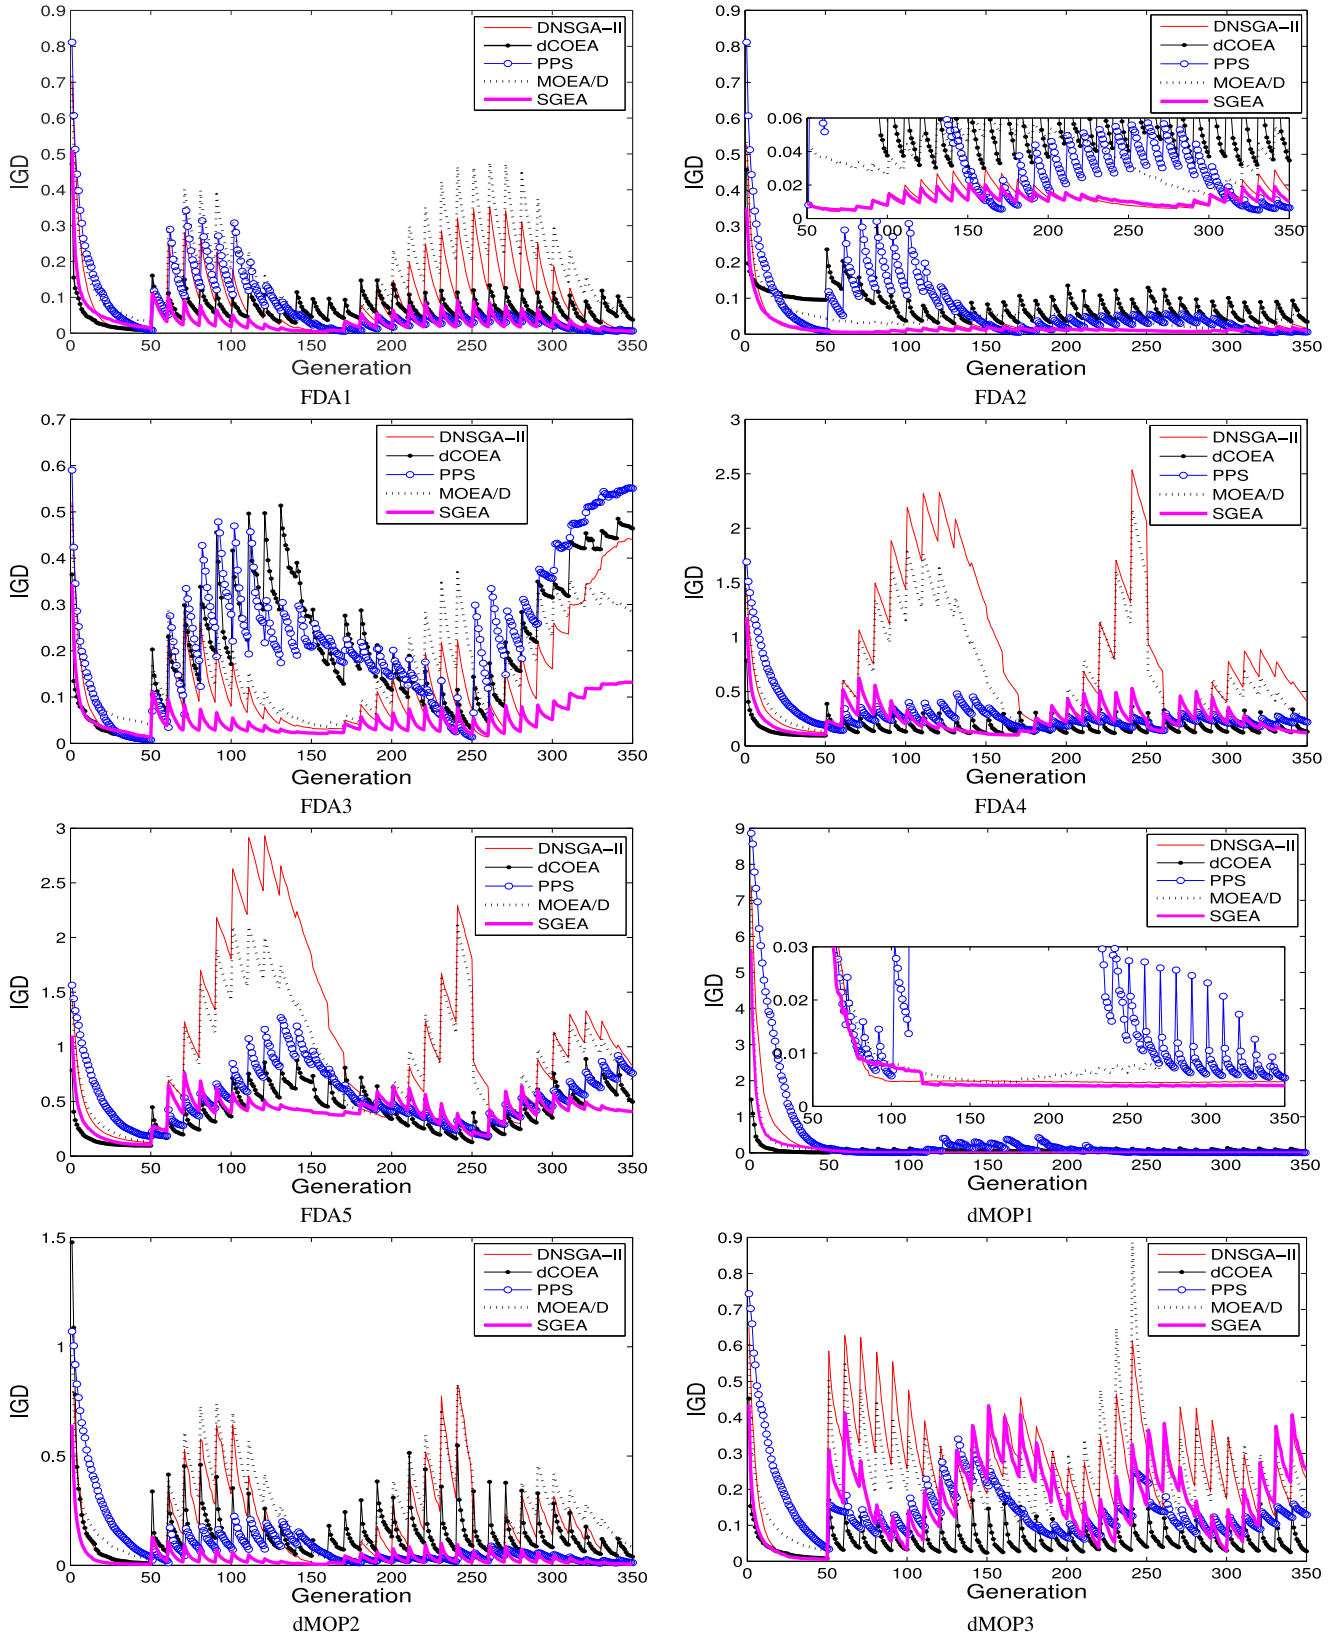 0.9
0.8
0.7
0.6
0.5
0.4
0.3
0.2
0.1
0
IGD
DNSGA-II
dCOEA
PPS
MOEA/D
SGEA
0 50 100 150 200 250 300 350
Generation
FDA1
0.9
0.8
0.7
0.6
0.5
0.4
0.3
0.2
0.1
0
IGD
DNSGA-II
dCOEA
PPS
MOEA/D
SGEA
0.06
0.04
0.02
0
50 100 150 200 250 300 350
0 50 100 150 200 250 300 350
Generation
FDA2
0.7
0.6
0.5
0.4
0.3
0.2
0.1
0
IGD
DNSGA-II
dCOEA
PPS
MOEA/D
SGEA
0 50 100 150 200 250 300 350
Generation
FDA3
3
2.5
2
1.5
1
0.5
0
IGD
DNSGA-II
dCOEA
PPS
MOEA/D
SGEA
0 50 100 150 200 250 300 350
Generation
FDA4
3
2.5
2
1.5
1
0.5
0
IGD
DNSGA-II
dCOEA
PPS
MOEA/D
SGEA
0 50 100 150 200 250 300 350
Generation
FDA5
9
8
7
6
5
4
3
2
1
0
IGD
DNSGA-II
dCOEA
PPS
MOEA/D
SGEA
0.03
0.02
0.01
0
50 100 150 200 250 300 350
0 50 100 150 200 250 300 350
Generation
dMOP1
1.5
1
0.5
0
IGD
DNSGA-II
dCOEA
PPS
MOEA/D
SGEA
0 50 100 150 200 250 300 350
Generation
dMOP2
0.9
0.8
0.7
0.6
0.5
0.4
0.3
0.2
0.1
0
IGD
DNSGA-II
dCOEA
PPS
MOEA/D
SGEA
0 50 100 150 200 250 300 350
Generation
dMOP3